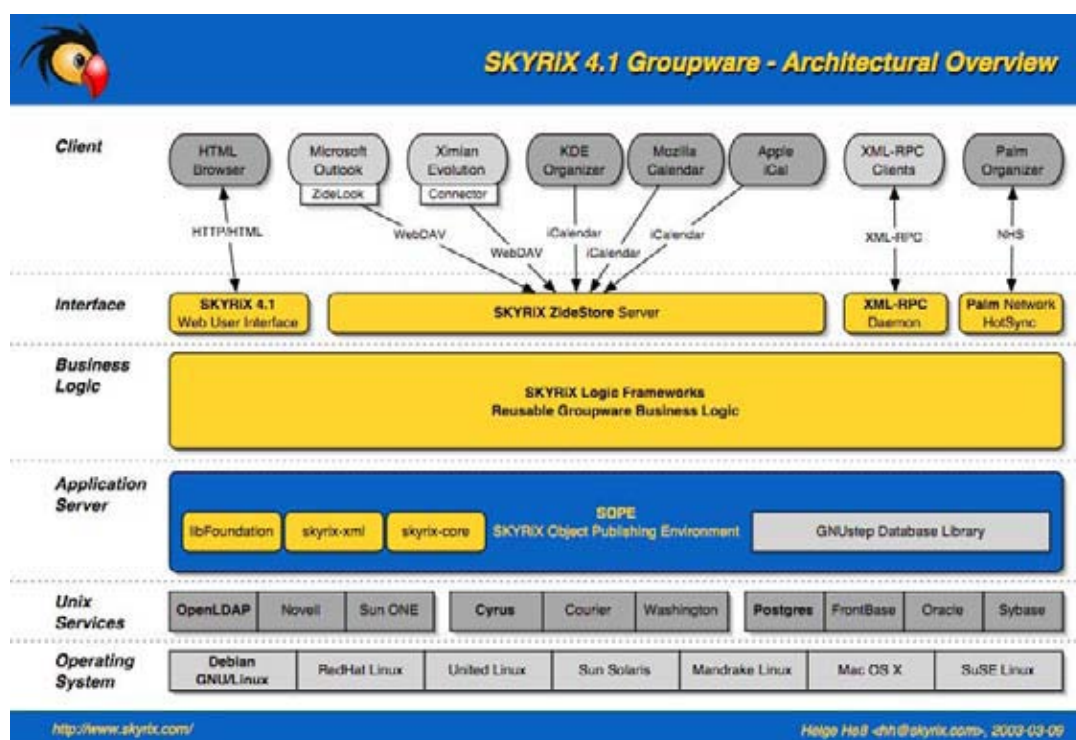 SKYRiX 4.1 Groupware - Architectural Overview
Client
HTML
Browser
Microsoft
Outlook
ZideLook
Ximian
Evolution
Connector
KDE
Organizer
Mozilla
Calendar
Apple
iCal
XML-RPC
Clients
Palm
Organizer
HTTP/HTML
WebDAV
WebDAV
iCalendar
iCalendar
iCalendar
XML-RPC
NHS
Interface
SKYRiX 4.1
Web User Interface
SKYRiX ZideStore Server
XML-RPC
Daemon
Palm Network
HotSync
Business
Logic
SKYRiX Logic Frameworks
Reusable Groupware Business Logic
Application
Server
libFoundation
skyrix-xml
skyrix-core
SOPE
SKYRiX Object Publishing Environment
GNUstep Database Library
Unix
Services
OpenLDAP
Novell
Sun ONE
Cyrus
Courier
Washington
Postgres
FrontBase
Oracle
Sybase
Operating
System
Debian
GNU/Linux
RedHat Linux
United Linux
Sun Solaris
Mandrake Linux
Mac OS X
SuSE Linux
http://www.skyrix.com/
Helge Heß <hh@skyrix.com>, 2003-03-09